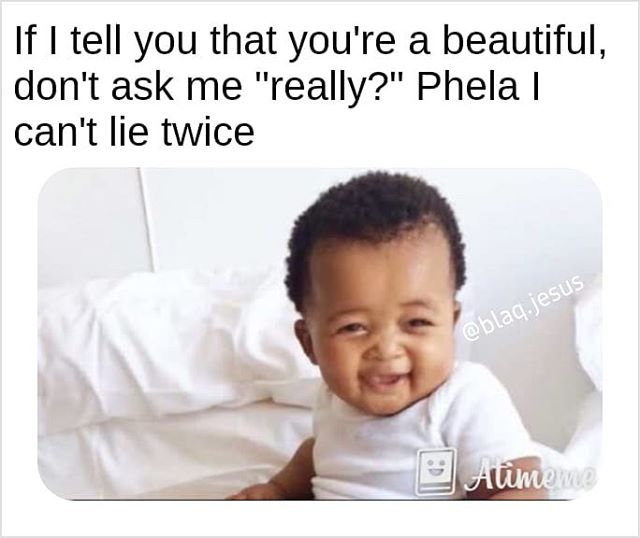 If I tell you that you're a beautiful,
don't ask me "really?" Phela I
can't lie twice
@blaq.jesus
Atimeme